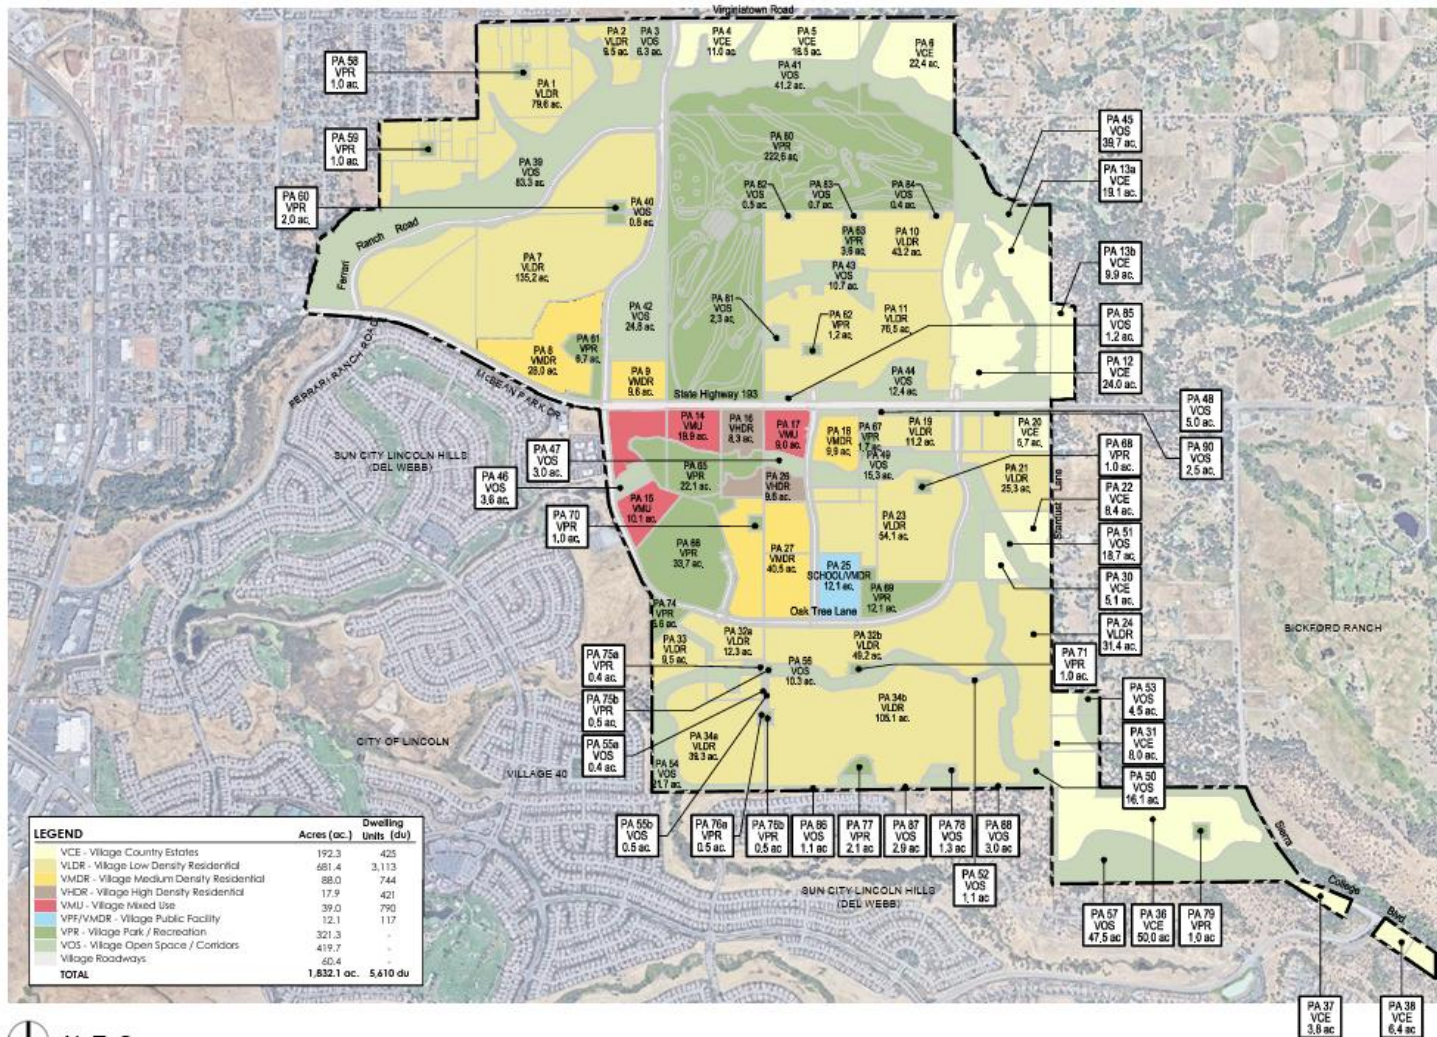 Virginiatown Road
PA 2
VLDR
9.5 ac.
PA 3
VOS
6.3 ac.
PA 4
VCE
11.0 ac.
PA 5
VCE
16.5 ac.
PA 6
VCE
22.4 ac.
PA 58
VPR
1.0 ac.
PA 1
VLDR
79.6 ac.
PA 41
VOS
41.2 ac.
PA 59
VPR
1.0 ac.
PA 80
VPR
222.6 ac.
PA 45
VOS
39.7 ac.
PA 39
VOS
83.3 ac.
PA 13a
VCE
19.1 ac.
PA 60
VPR
2.0 ac.
PA 40
VOS
0.8 ac.
PA 82
VOS
0.5 ac.
PA 83
VOS
0.7 ac.
PA 84
VOS
0.4 ac.
Ferrari Ranch Road
PA 63
VPR
3.6 ac.
PA 10
VLDR
43.2 ac.
PA 7
VLDR
135.2 ac.
PA 43
VOS
10.7 ac.
PA 13b
VCE
9.9 ac.
PA 42
VOS
24.8 ac.
PA 81
VOS
2.3 ac.
PA 62
VPR
1.2 ac.
PA 11
VLDR
76.5 ac.
PA 85
VOS
1.2 ac.
PA 8
VMDR
28.0 ac.
PA 61
VPR
6.7 ac.
PA 9
VMDR
9.6 ac.
PA 44
VOS
12.4 ac.
PA 12
VCE
24.0 ac.
FERRARI RANCH ROAD
MCBEAN PARK DR
State Highway 193
PA 48
VOS
5.0 ac.
PA 14
VMU
19.9 ac.
PA 16
VHDR
8.3 ac.
PA 17
VMU
9.0 ac.
PA 18
VMDR
9.9 ac.
PA 67
VPR
1.7 ac.
PA 19
VLDR
11.2 ac.
PA 20
VCE
5.7 ac.
PA 90
VOS
2.5 ac.
PA 47
VOS
3.0 ac.
SUN CITY LINCOLN HILLS
(DEL WEBB)
PA 46
VOS
3.6 ac.
PA 65
VPR
22.1 ac.
PA 49
VOS
15.3 ac.
PA 68
VPR
1.0 ac.
PA 26
VHDR
9.6 ac.
PA 21
VLDR
25.3 ac.
PA 22
VCE
8.4 ac.
Stardust Lane
PA 15
VMU
10.1 ac.
PA 70
VPR
1.0 ac.
PA 23
VLDR
54.1 ac.
PA 51
VOS
18.7 ac.
PA 66
VPR
33.7 ac.
PA 27
VMDR
40.5 ac.
PA 25
SCHOOL/VMDR
12.1 ac.
PA 69
VPR
12.1 ac.
PA 30
VCE
5.1 ac.
Oak Tree Lane
PA 74
VPR
5.6 ac.
PA 24
VLDR
31.4 ac.
BICKFORD RANCH
PA 33
VLDR
9.5 ac.
PA 32a
VLDR
12.3 ac.
PA 32b
VLDR
49.2 ac.
PA 75a
VPR
0.4 ac.
PA 56
VOS
10.3 ac.
PA 71
VPR
1.0 ac.
PA 75b
VPR
0.5 ac.
PA 53
VOS
4.5 ac.
PA 34b
VLDR
105.1 ac.
PA 55a
VOS
0.4 ac.
CITY OF LINCOLN
PA 34a
VLDR
39.3 ac.
PA 31
VCE
8.0 ac.
VILLAGE 40
PA 54
VOS
21.7 ac.
PA 50
VOS
16.1 ac.
PA 55b
VOS
0.5 ac.
PA 76a
VPR
0.5 ac.
PA 76b
VPR
0.5 ac
PA 86
VOS
1.1 ac
PA 77
VPR
2.1 ac
PA 87
VOS
2.9 ac
PA 78
VOS
1.3 ac
PA 88
VOS
3.0 ac
PA 52
VOS
1.1 ac
SUN CITY LINCOLN HILLS
(DEL WEBB)
Sierra College Blvd.
PA 57
VOS
47.5 ac
PA 36
VCE
50.0 ac
PA 79
VPR
1.0 ac
PA 37
VCE
3.8 ac
PA 38
VCE
6.4 ac
LEGEND Acres (ac.) Dwelling Units (du)
VCE - Village Country Estates 192.3 425
VLDR - Village Low Density Residential 681.4 3,113
VMDR - Village Medium Density Residential 88.0 744
VHDR - Village High Density Residential 17.9 421
VMU - Village Mixed Use 39.0 790
VPF/VMDR - Village Public Facility 12.1 117
VPR - Village Park / Recreation 321.3 -
VOS - Village Open Space / Corridors 419.7 -
Village Roadways 60.4 -
TOTAL 1,832.1 ac. 5,610 du